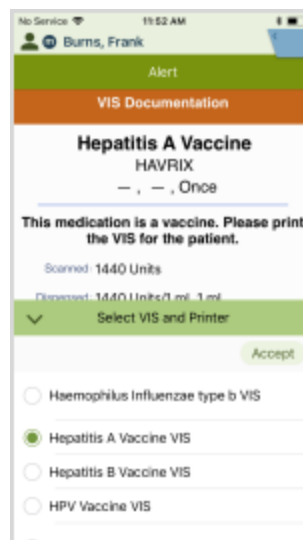 No Service 11:52 AM
Burns, Frank
Alert
VIS Documentation
Hepatitis A Vaccine
HAVRIX
— , — , Once
This medication is a vaccine. Please print
the VIS for the patient.
Scanned: 1440 Units
Dispensed: 1440 Units/1 mL, 1 mL
Select VIS and Printer
Accept
Haemophilus Influenzae type b VIS
Hepatitis A Vaccine VIS
Hepatitis B Vaccine VIS
HPV Vaccine VIS